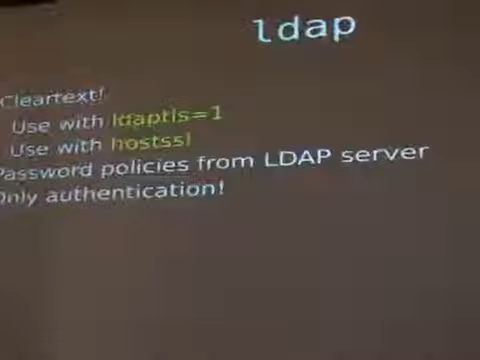 ldap
Cleartext!
Use with ldaptls=1
Use with hostssl
Password policies from LDAP server
Only authentication!